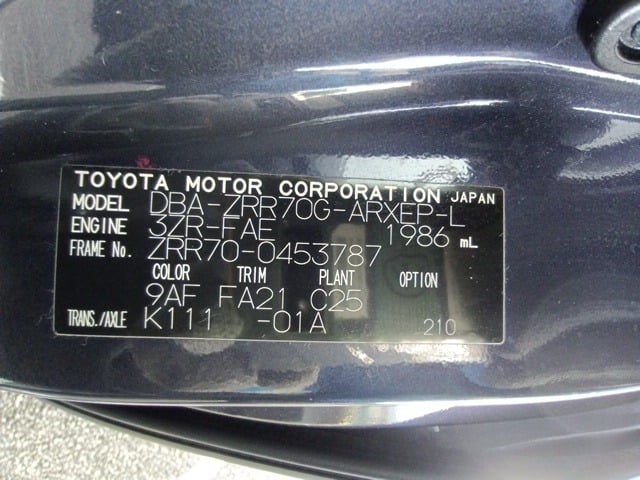 TOYOTA MOTOR CORPORATION JAPAN
MODEL DBA-ZRR70G-ARXEP-L
ENGINE 3ZR-FAE 1986 mL
FRAME No. ZRR70-0453787
COLOR TRIM PLANT OPTION
9AF FA21 C25
TRANS./AXLE K111 -01A 210